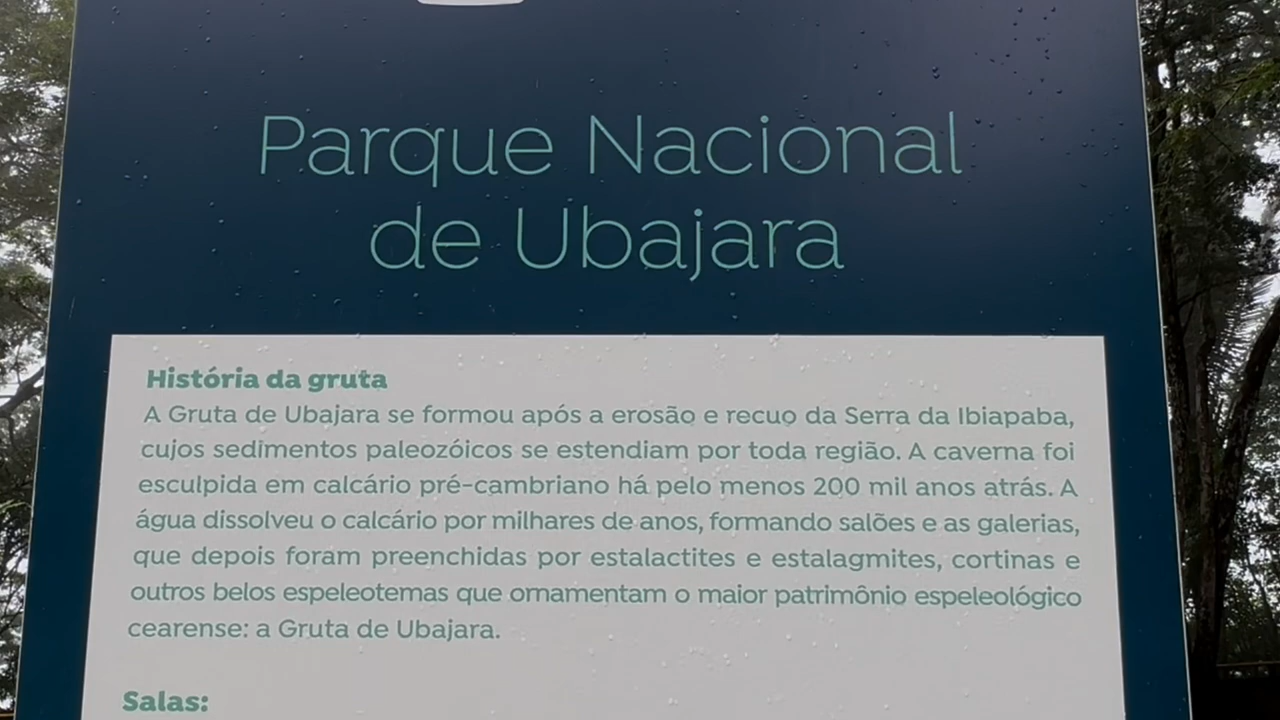 Parque Nacional
de Ubajara
História da gruta
A Gruta de Ubajara se formou após a erosão e recuo da Serra da Ibiapaba,
cujos sedimentos paleozóicos se estendiam por toda região. A caverna foi
esculpida em calcário pré-cambriano há pelo menos 200 mil anos atrás. A
água dissolveu o calcário por milhares de anos, formando salões e as galerias,
que depois foram preenchidas por estalactites e estalagmites, cortinas e
outros belos espeleotemas que ornamentam o maior patrimônio espeleológico
cearense: a Gruta de Ubajara.
Salas: